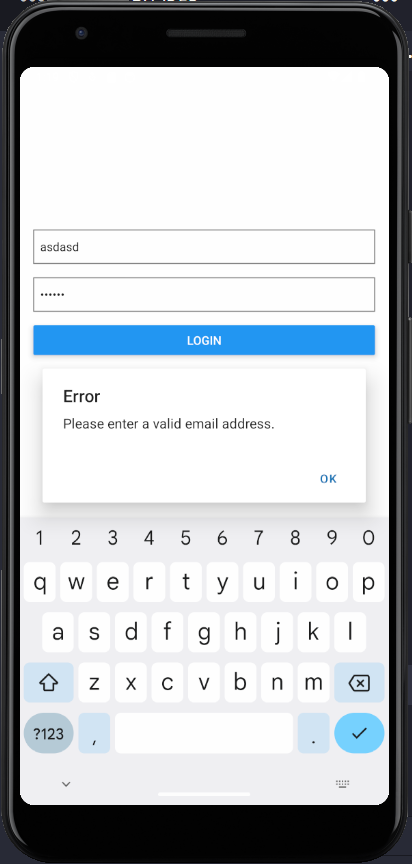 asdasd
••••••
LOGIN
Error
Please enter a valid email address.
OK
1 2 3 4 5 6 7 8 9 0
q w e r t y u i o p
a s d f g h j k l
z x c v b n m
?123 , .